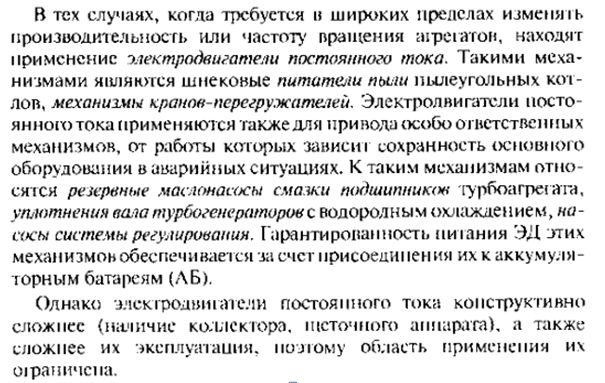 В тех случаях, когда требуется в широких пределах изменять
производительность или частоту вращения агрегатов, находят
применение электродвигатели постоянного тока. Такими меха-
низмами являются шнековые питатели пыли пылеугольных кот-
лов, механизмы кранов-перегружателей. Электродвигатели посто-
янного тока применяются также для привода особо ответственных
механизмов, от работы которых зависит сохранность основного
оборудования в аварийных ситуациях. К таким механизмам отно-
сятся резервные маслонасосы смазки подшипников турбоагрегата,
уплотнения вала турбогенераторов с водородным охлаждением, на-
сосы системы регулирования. Гарантированность питания ЭД этих
механизмов обеспечивается за счет присоединения их к аккумуля-
торным батареям (АБ).
Однако электродвигатели постоянного тока конструктивно
сложнее (наличие коллектора, щеточного аппарата), а также
сложнее их эксплуатация, поэтому область применения их
ограничена.